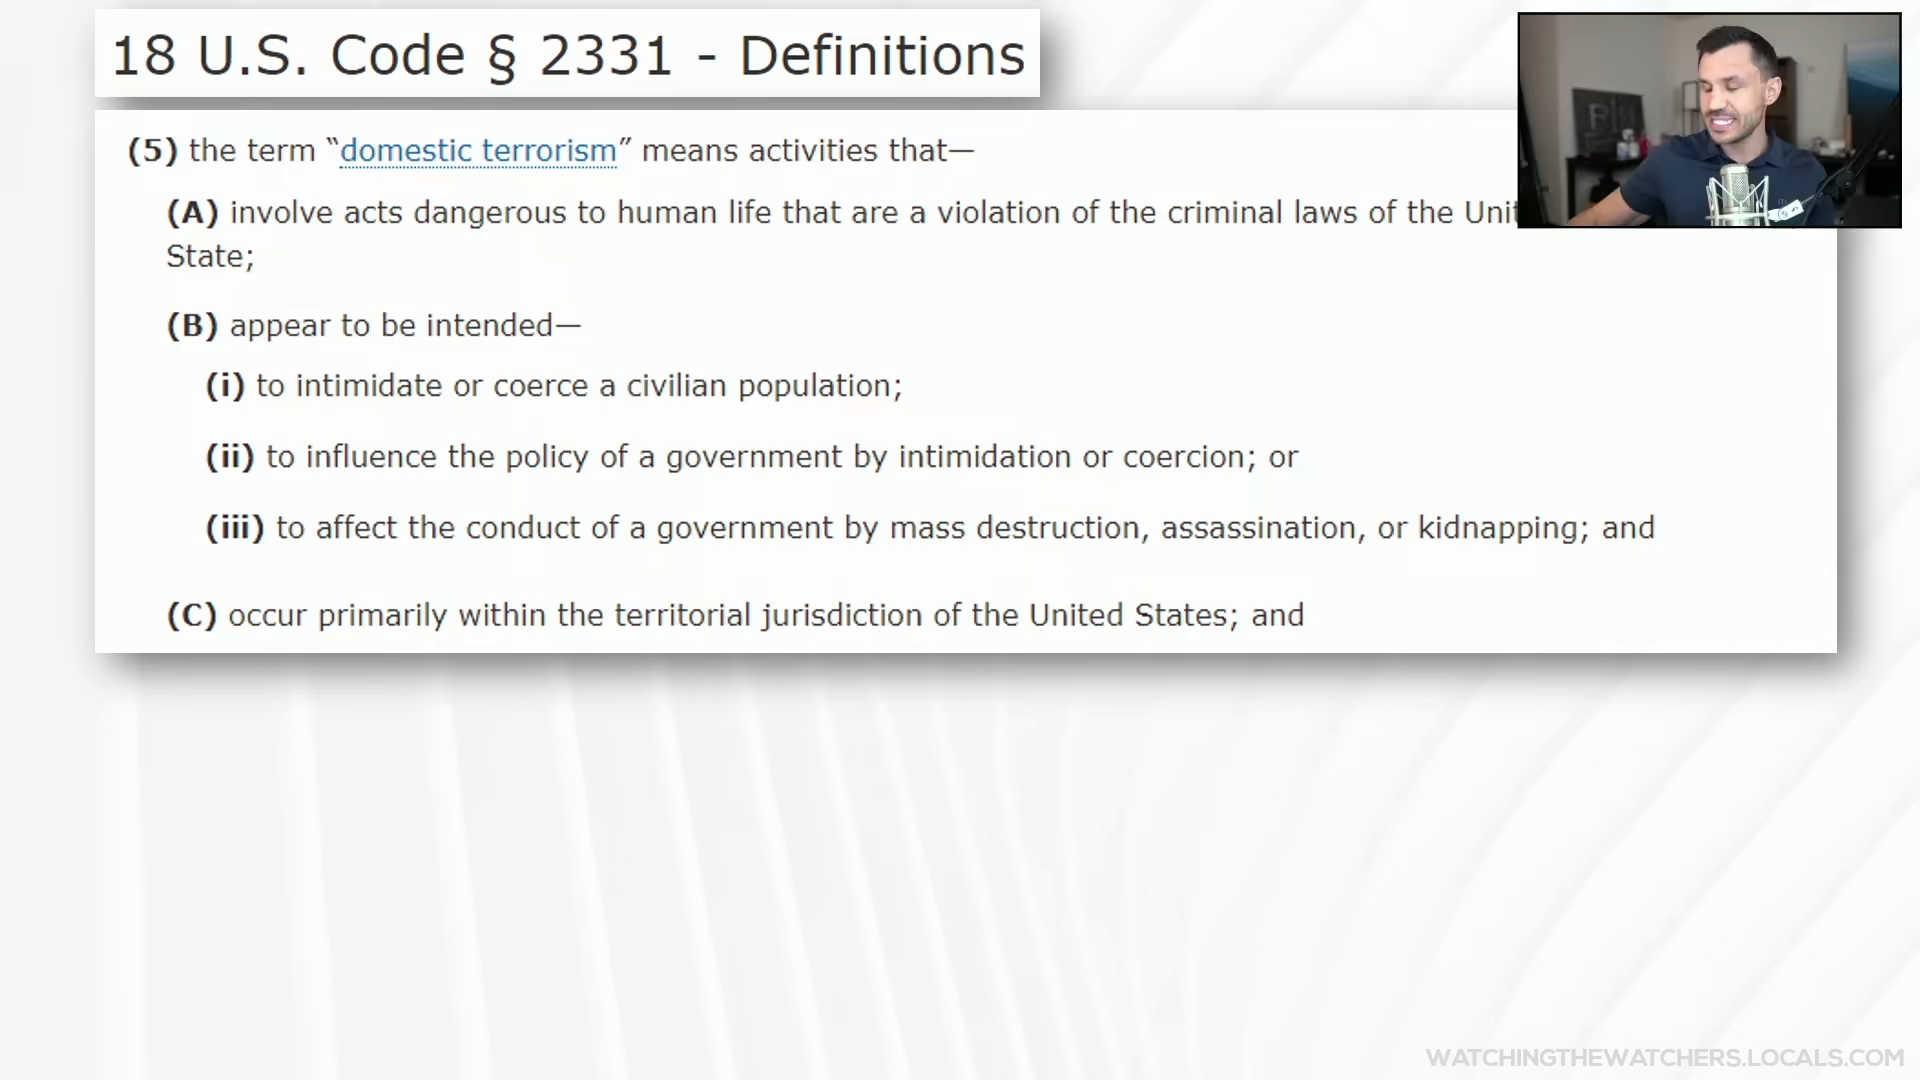 18 U.S. Code § 2331 - Definitions
(5) the term “domestic terrorism” means activities that—
(A) involve acts dangerous to human life that are a violation of the criminal laws of the
State;
(B) appear to be intended—
(i) to intimidate or coerce a civilian population;
(ii) to influence the policy of a government by intimidation or coercion; or
(iii) to affect the conduct of a government by mass destruction, assassination, or kidnapping; and
(C) occur primarily within the territorial jurisdiction of the United States; and
WATCHINGTHEWATCHERS.LOCALS.COM